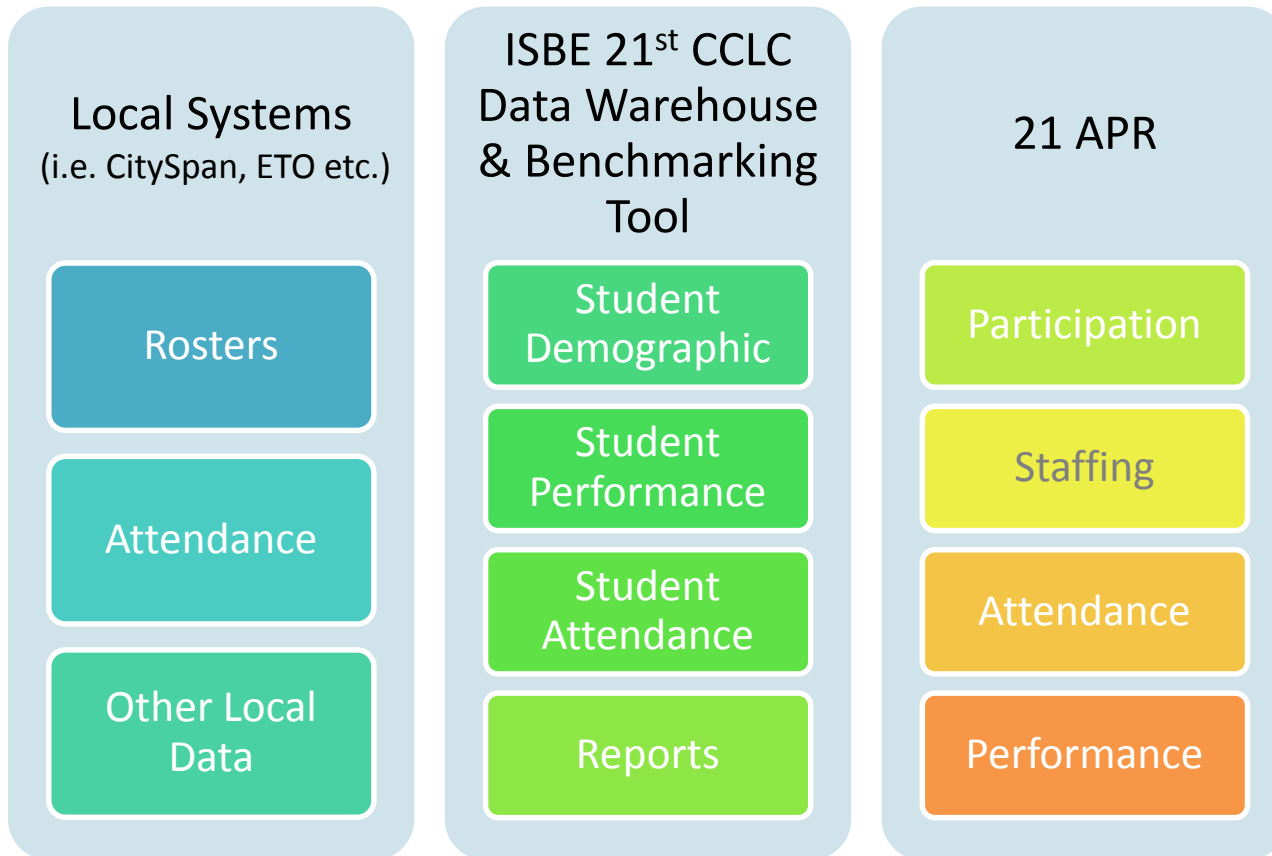 Local Systems
(i.e. CitySpan, ETO etc.)
Rosters
Attendance
Other Local
Data
ISBE 21st CCLC
Data Warehouse
& Benchmarking
Tool
Student
Demographic
Student
Performance
Student
Attendance
Reports
21 APR
Participation
Staffing
Attendance
Performance